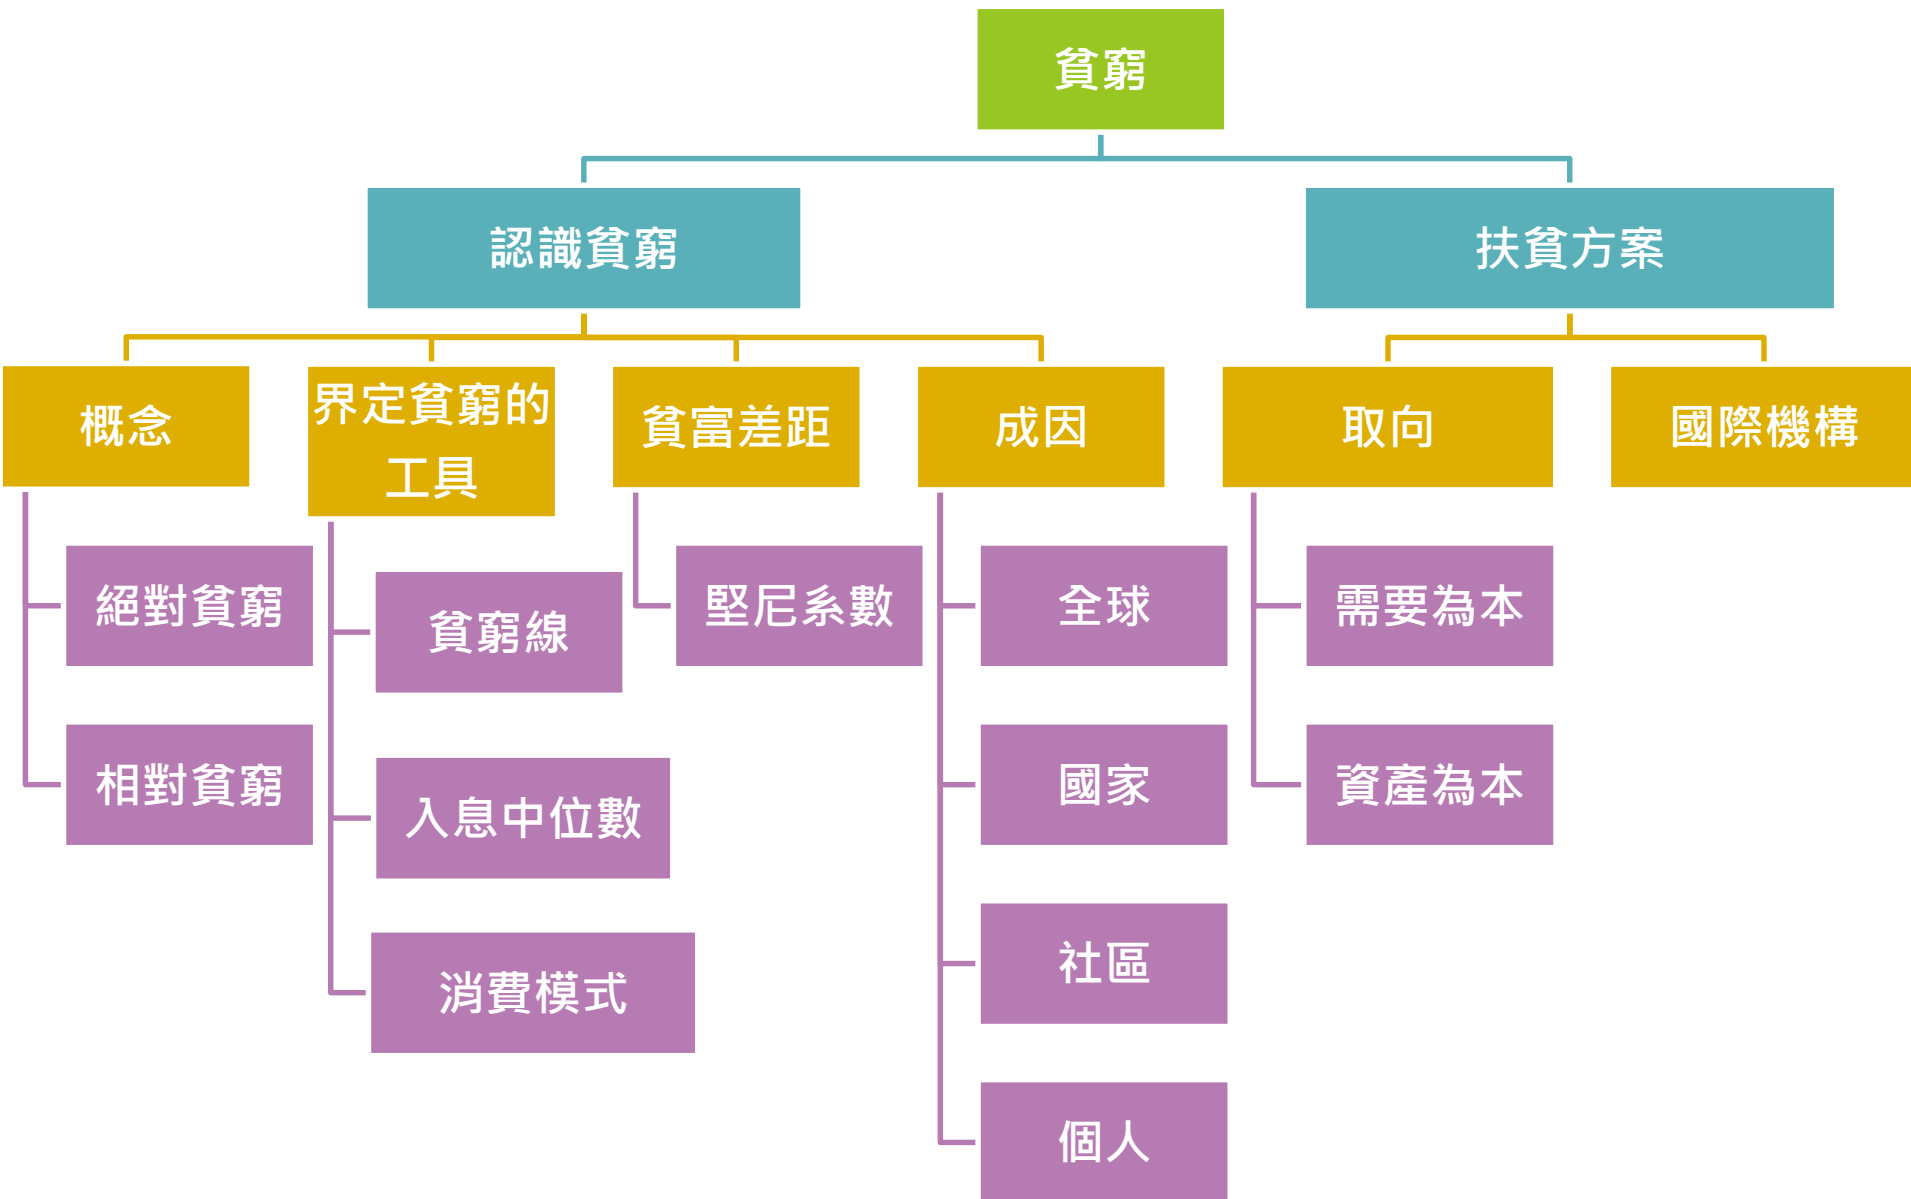 貧窮
認識貧窮
扶貧方案
概念
界定貧窮的
工具
貧富差距
成因
取向
國際機構
絕對貧窮
相對貧窮
貧窮線
入息中位數
消費模式
堅尼系數
全球
國家
社區
個人
需要為本
資產為本